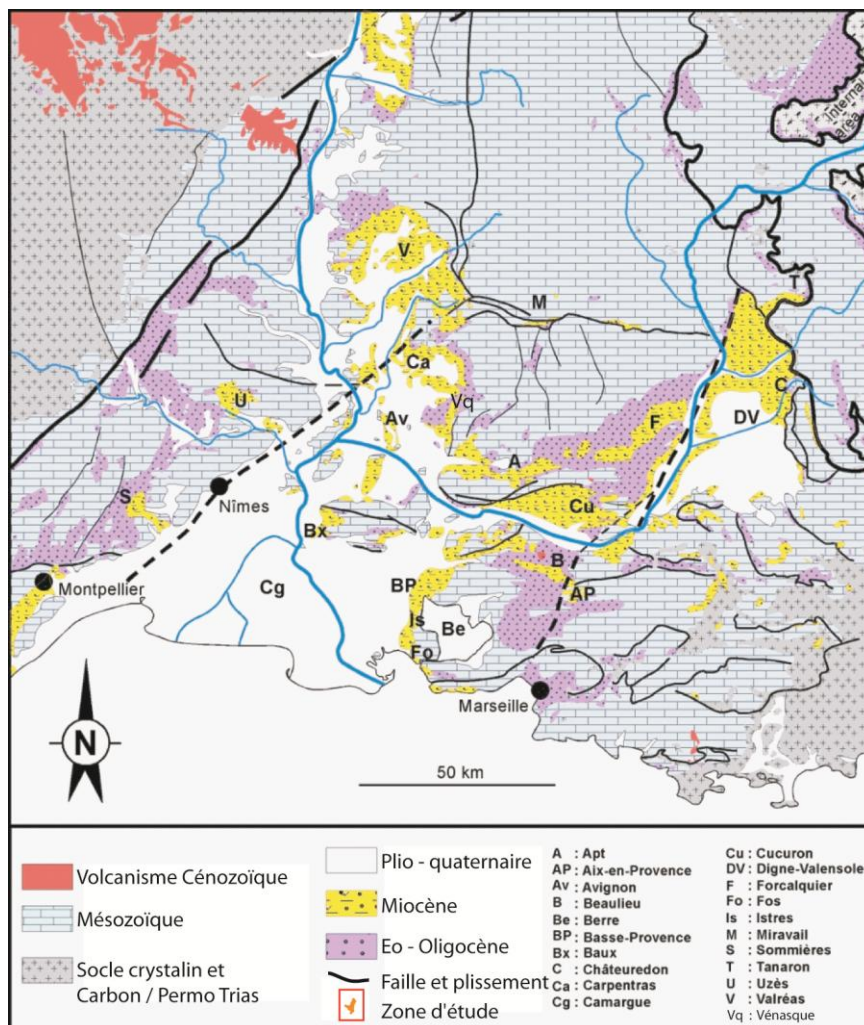 Internal
area
V
M
T
U
Ca
C
Vq
F
DV
Av
A
S
Nîmes
Cu
Bx
Montpellier
Cg
BP
B
AP
Is
Be
Fo
Marseille
N
50 km
Volcanisme Cénozoïque
Mésozoïque
Socle crystalin et
Carbon / Permo Trias
Plio - quaternaire
Miocène
Eo - Oligocène
Faille et plissement
Zone d'étude
A : Apt
AP : Aix-en-Provence
Av : Avignon
B : Beaulieu
Be : Berre
BP : Basse-Provence
Bx : Baux
C : Châteuredon
Ca : Carpentras
Cg : Camargue
Cu : Cucuron
DV : Digne-Valensole
F : Forcalquier
Fo : Fos
Is : Istres
M : Miravail
S : Sommières
T : Tanaron
U : Uzès
V : Valréas
Vq : Vénasque